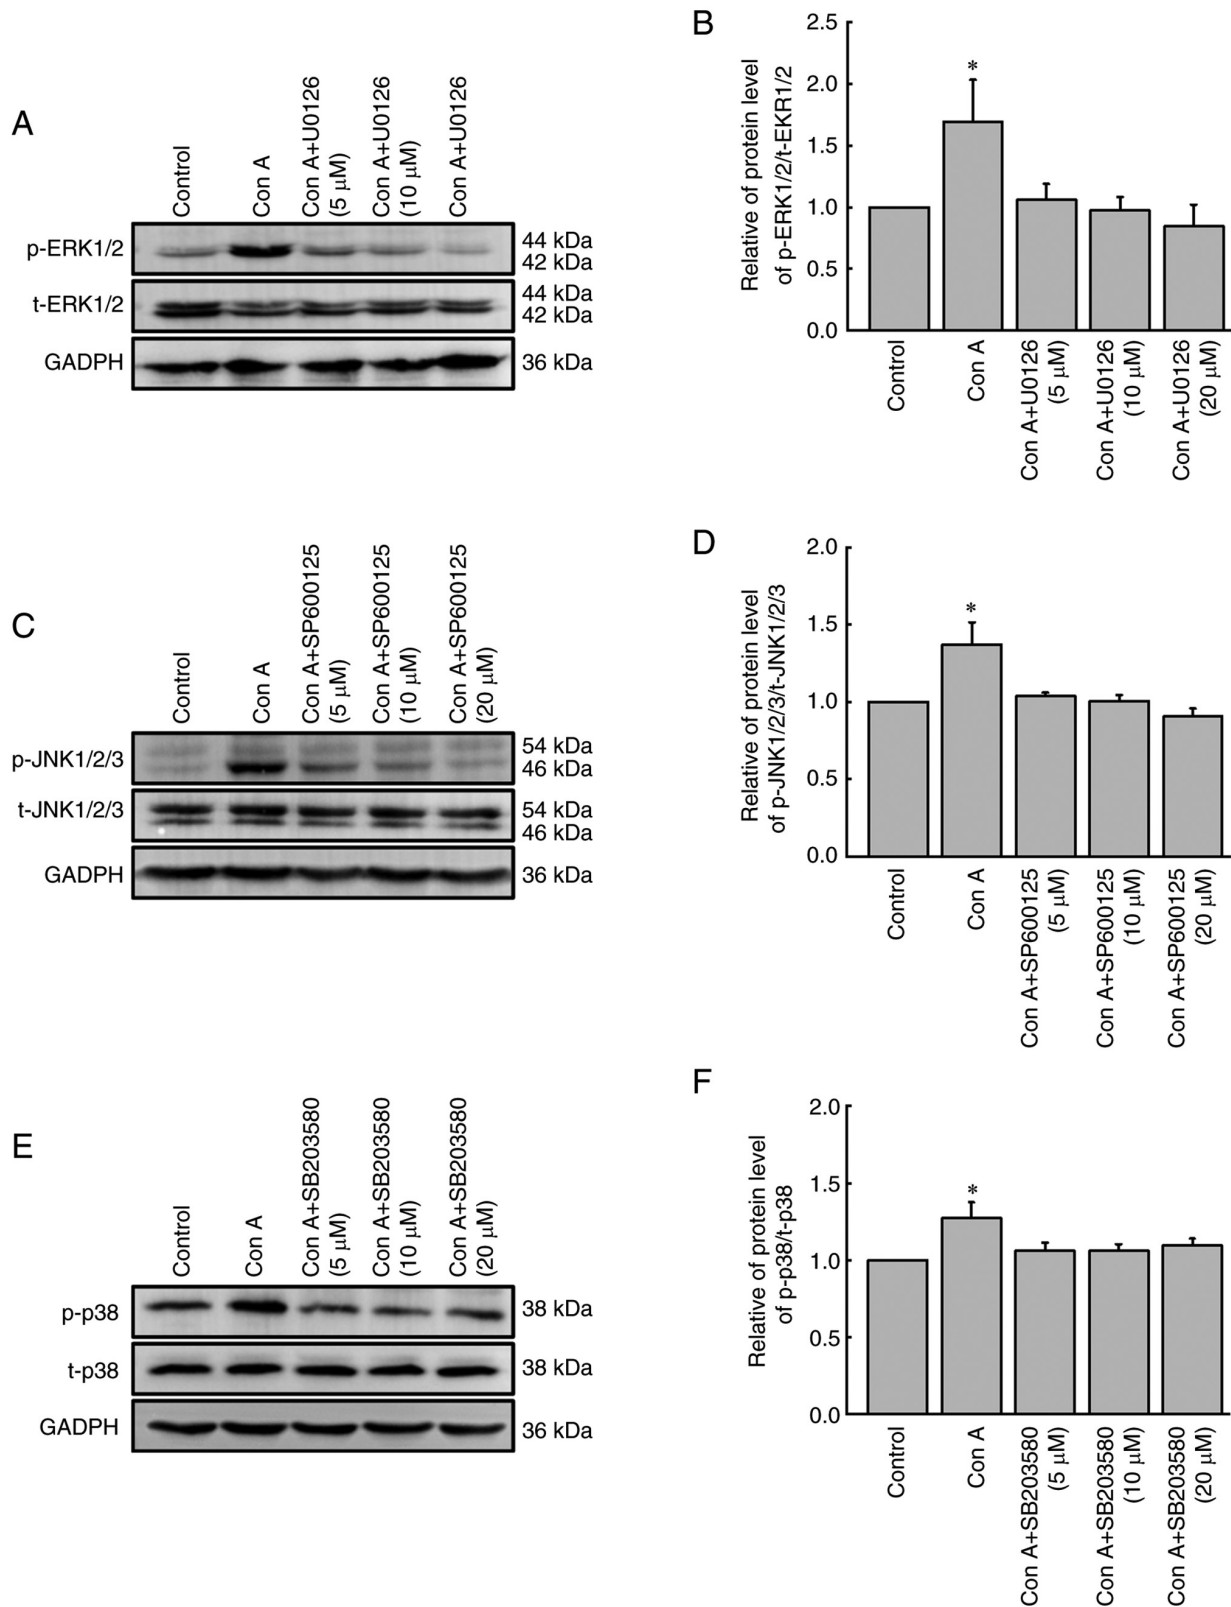 A
Control
Con A
Con A+U0126
(5 µM)
Con A+U0126
(10 µM)
Con A+U0126
p-ERK1/2
44 kDa
42 kDa
t-ERK1/2
44 kDa
42 kDa
GADPH
36 kDa
B
Relative of protein level
of p-ERK1/2/t-EKR1/2
2.5
2.0
1.5
1.0
0.5
0.0
*
Control
Con A
Con A+U0126
(5 µM)
Con A+U0126
(10 µM)
Con A+U0126
(20 µM)
C
Control
Con A
Con A+SP600125
(5 µM)
Con A+SP600125
(10 µM)
Con A+SP600125
(20 µM)
p-JNK1/2/3
54 kDa
46 kDa
t-JNK1/2/3
54 kDa
46 kDa
GADPH
36 kDa
D
Relative of protein level
of p-JNK1/2/3/t-JNK1/2/3
2.0
1.5
1.0
0.5
0.0
*
Control
Con A
Con A+SP600125
(5 µM)
Con A+SP600125
(10 µM)
Con A+SP600125
(20 µM)
E
Control
Con A
Con A+SB203580
(5 µM)
Con A+SB203580
(10 µM)
Con A+SB203580
(20 µM)
p-p38
38 kDa
t-p38
38 kDa
GADPH
36 kDa
F
Relative of protein level
of p-p38/t-p38
2.0
1.5
1.0
0.5
0.0
*
Control
Con A
Con A+SB203580
(5 µM)
Con A+SB203580
(10 µM)
Con A+SB203580
(20 µM)